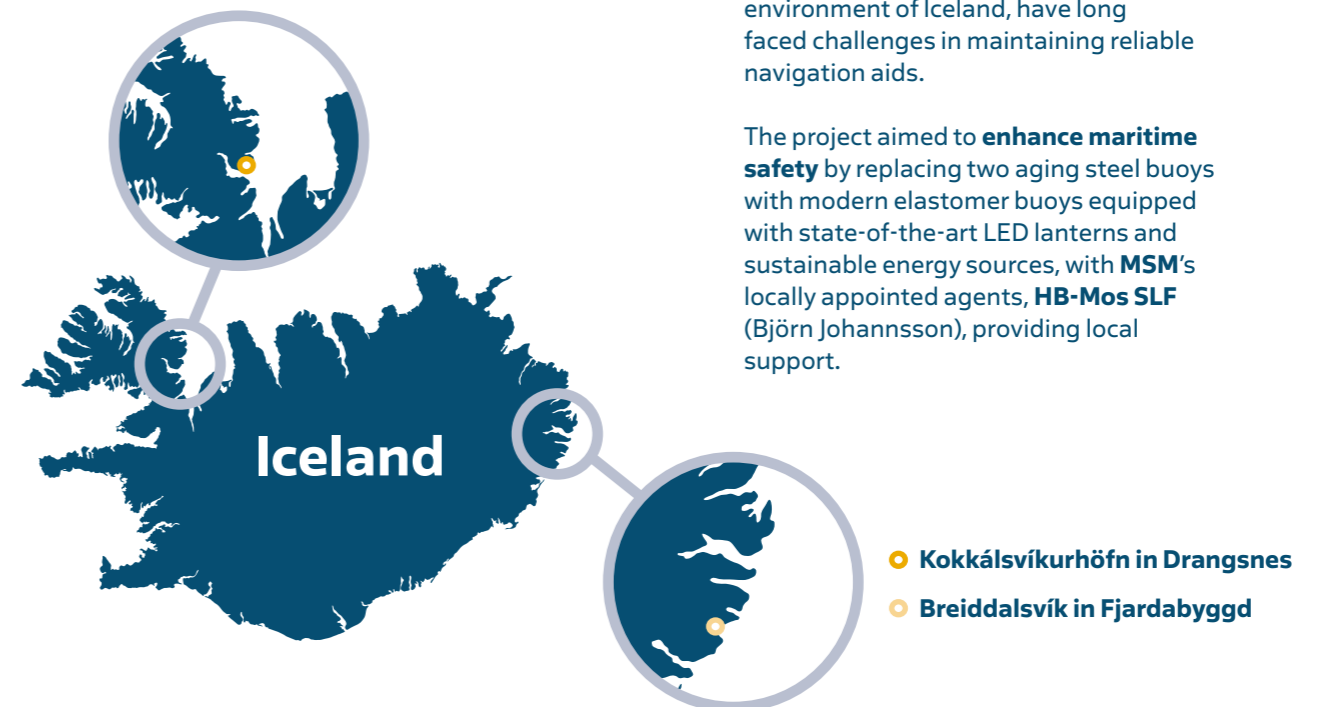 environment of Iceland, have long
faced challenges in maintaining reliable
navigation aids.
The project aimed to enhance maritime
safety by replacing two aging steel buoys
with modern elastomer buoys equipped
with state-of-the-art LED lanterns and
sustainable energy sources, with MSM's
locally appointed agents, HB-Mos SLF
(Björn Johannsson), providing local
support.
Iceland
Kokkálsvíkurhöfn in Drangsnes
Breiddalsvík in Fjardabyggd